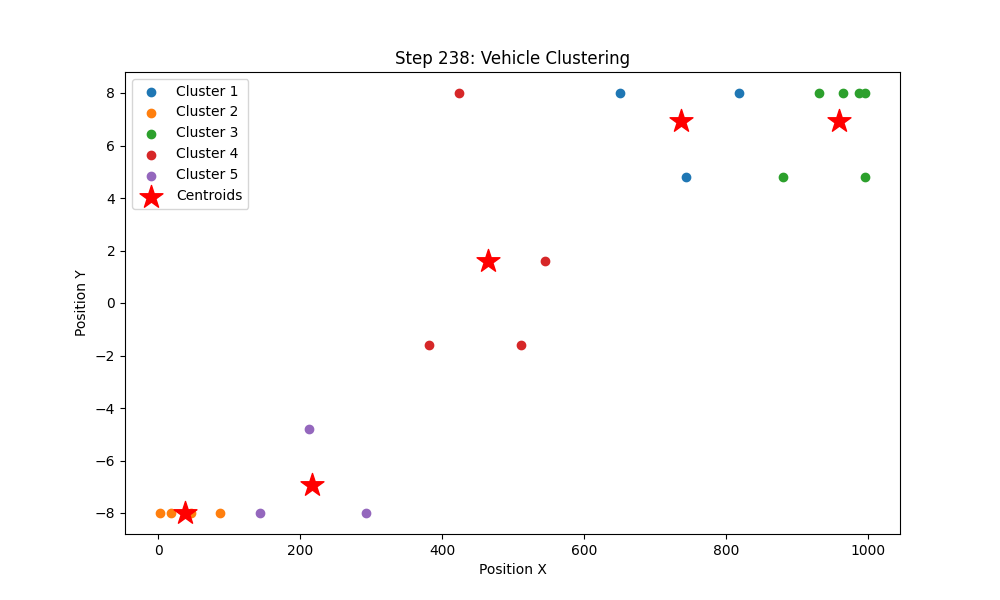 Step 238: Vehicle Clustering
Cluster 1
Cluster 2
Cluster 3
Cluster 4
Cluster 5
Centroids
8
6
4
2
0
−2
−4
−6
−8
Position Y
0 200 400 600 800 1000
Position X